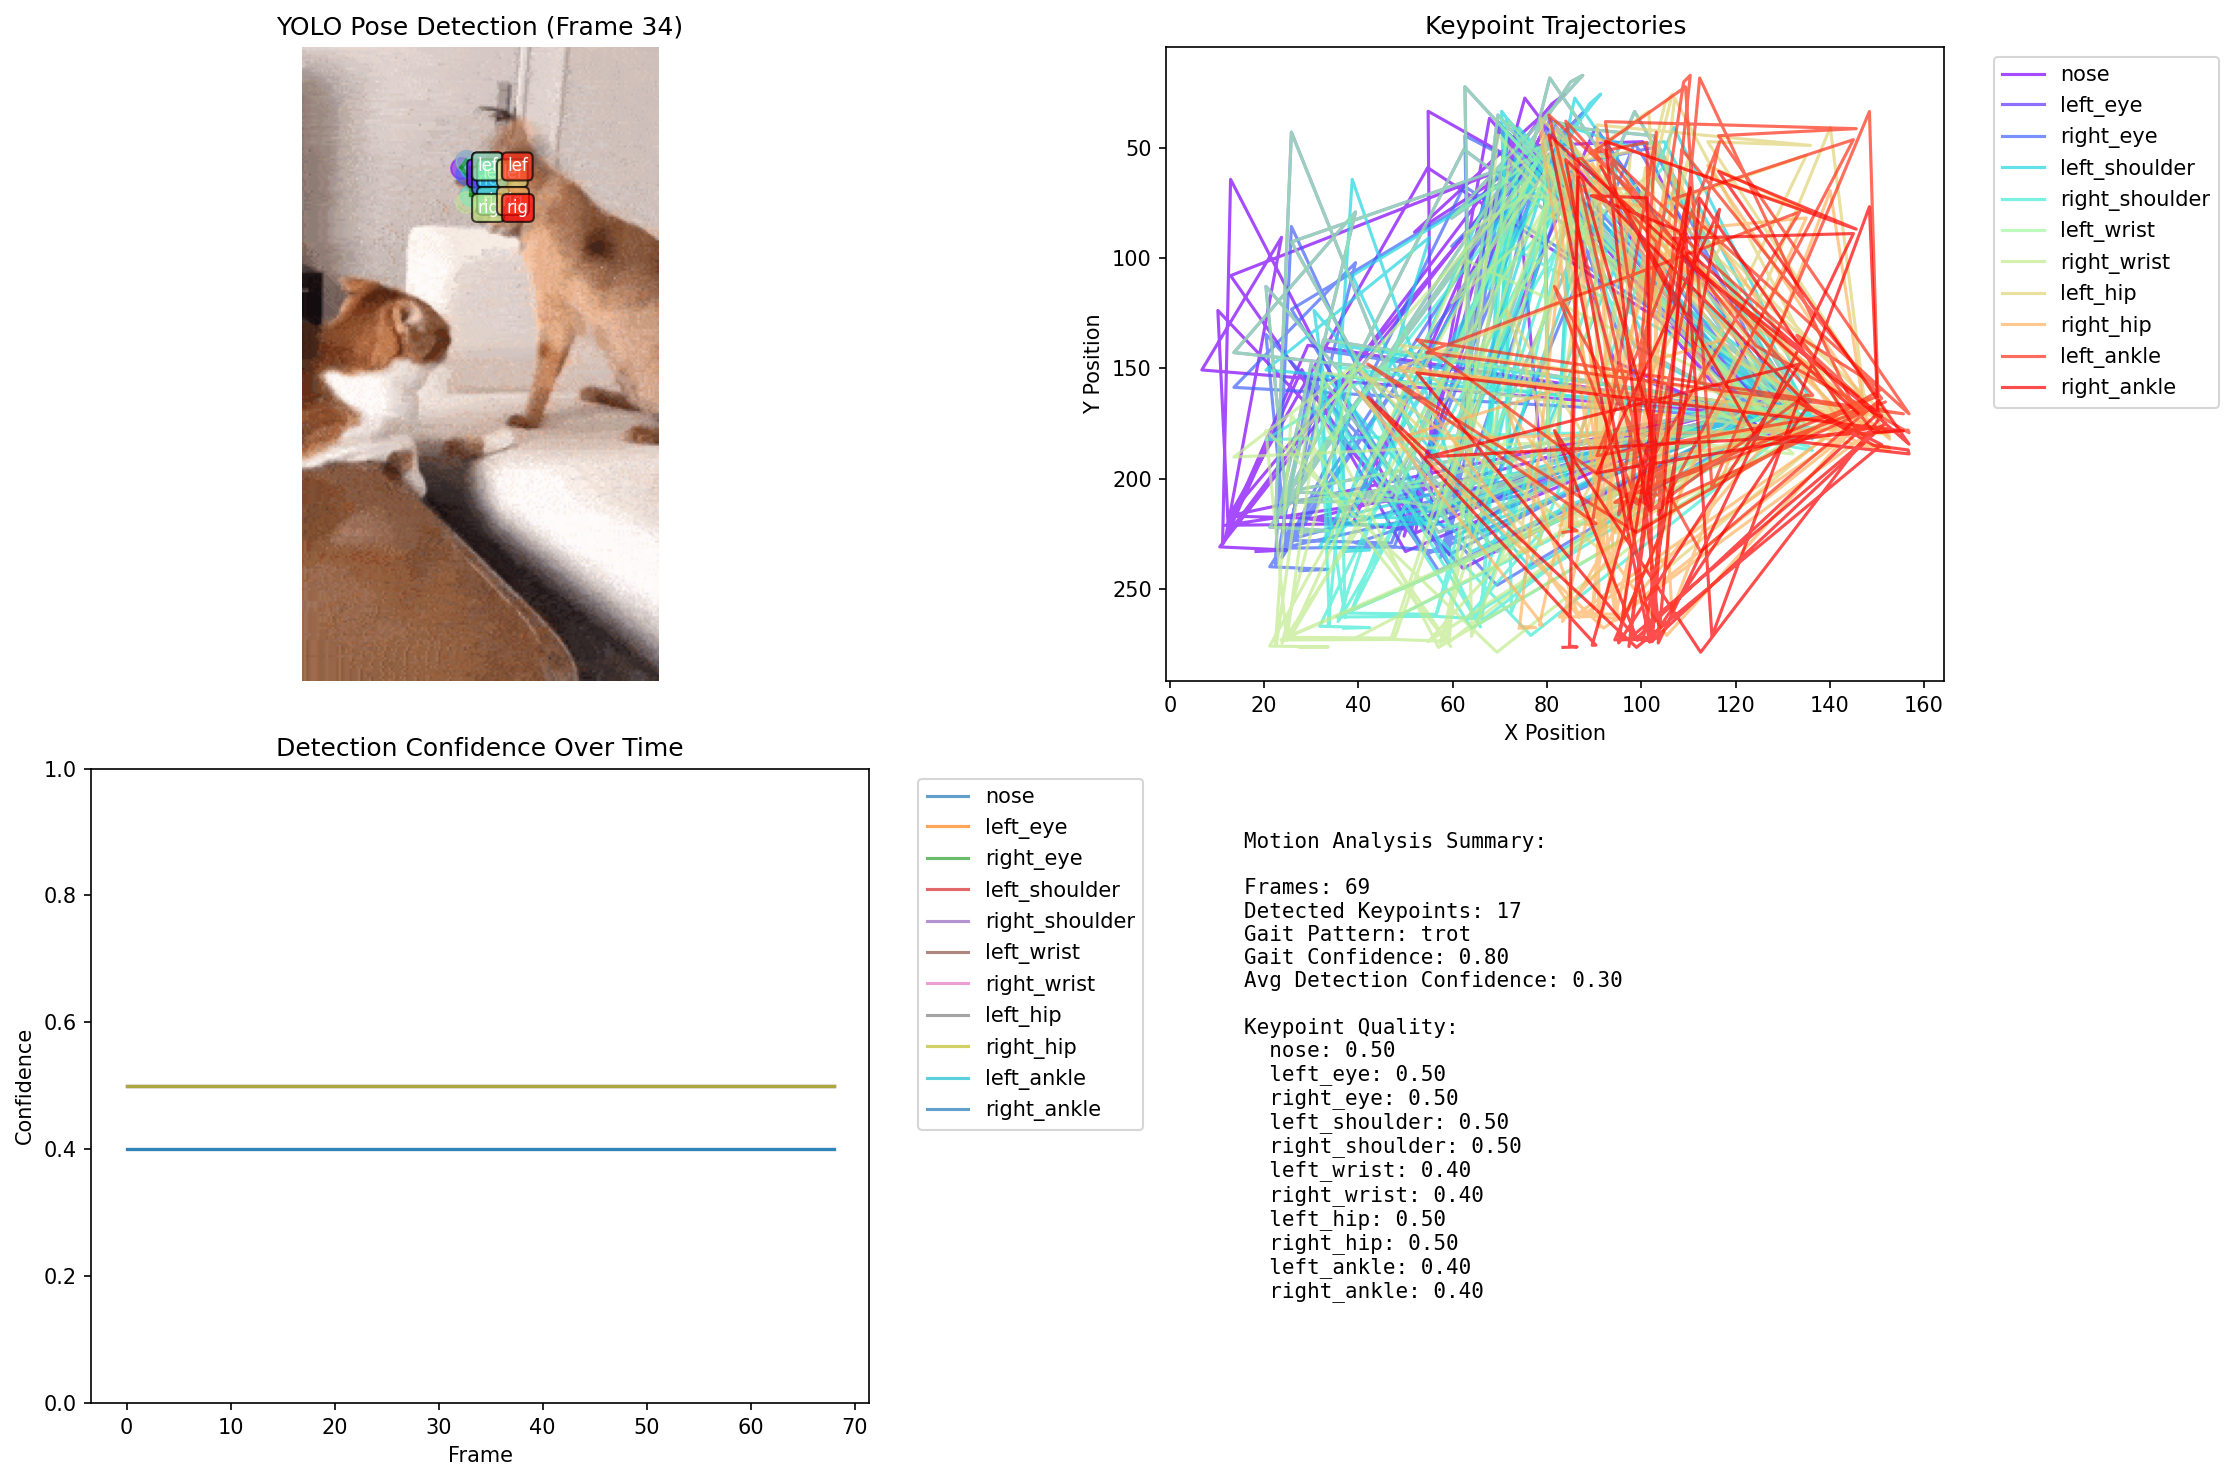 YOLO Pose Detection (Frame 34)
lef
lef
rig
rig
Keypoint Trajectories
50
100
150
200
250
Y Position
0
20
40
60
80
100
120
140
160
X Position
nose
left_eye
right_eye
left_shoulder
right_shoulder
left_wrist
right_wrist
left_hip
right_hip
left_ankle
right_ankle
Detection Confidence Over Time
1.0
0.8
0.6
0.4
0.2
0.0
Confidence
0
10
20
30
40
50
60
70
Frame
nose
left_eye
right_eye
left_shoulder
right_shoulder
left_wrist
right_wrist
left_hip
right_hip
left_ankle
right_ankle
Motion Analysis Summary:
Frames: 69
Detected Keypoints: 17
Gait Pattern: trot
Gait Confidence: 0.80
Avg Detection Confidence: 0.30
Keypoint Quality:
nose: 0.50
left_eye: 0.50
right_eye: 0.50
left_shoulder: 0.50
right_shoulder: 0.50
left_wrist: 0.40
right_wrist: 0.40
left_hip: 0.50
right_hip: 0.50
left_ankle: 0.40
right_ankle: 0.40